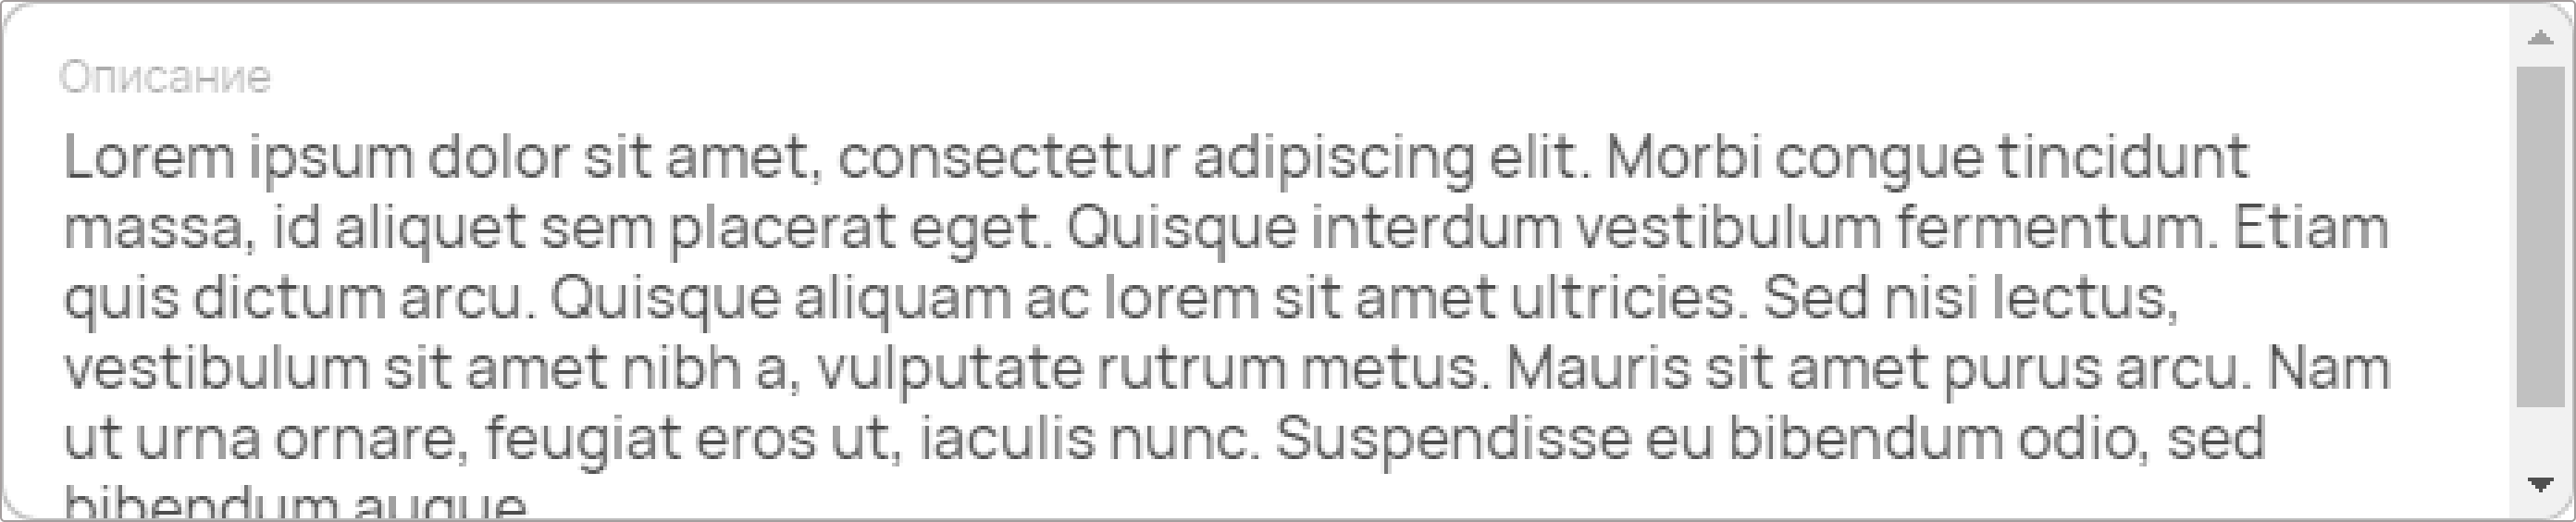 Описание
Lorem ipsum dolor sit amet, consectetur adipiscing elit. Morbi congue tincidunt
massa, id aliquet sem placerat eget. Quisque interdum vestibulum fermentum. Etiam
quis dictum arcu. Quisque aliquam ac lorem sit amet ultricies. Sed nisi lectus,
vestibulum sit amet nibh a, vulputate rutrum metus. Mauris sit amet purus arcu. Nam
ut urna ornare, feugiat eros ut, iaculis nunc. Suspendisse eu bibendum odio, sed
bibendum augue